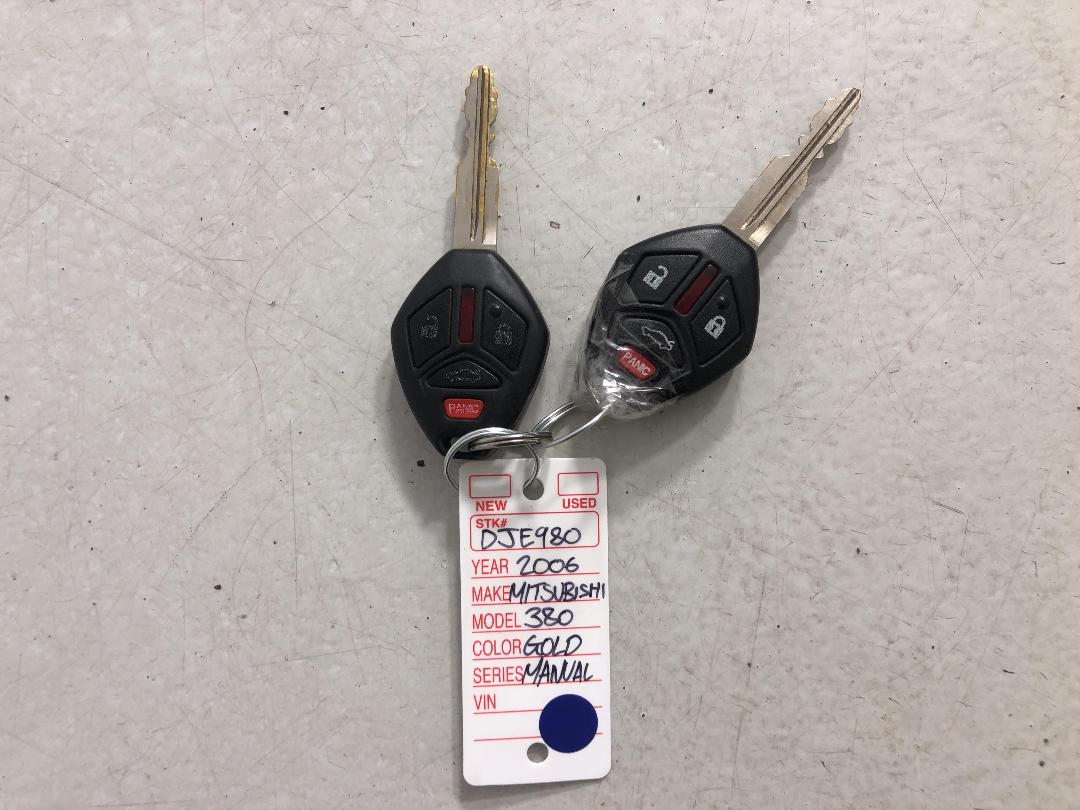 PANIC
PANIC
NEW USED
STK#
DJE980
YEAR 2006
MAKE MITSUBISHI
MODEL 380
COLOR GOLD
SERIES MANUAL
VIN